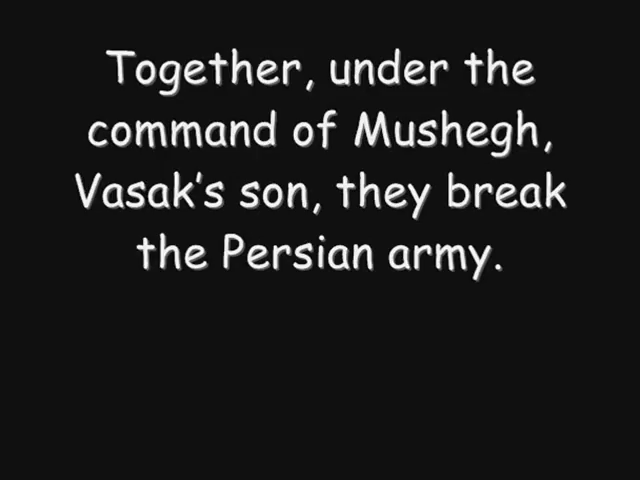 Together, under the
command of Mushegh,
Vasak's son, they break
the Persian army.